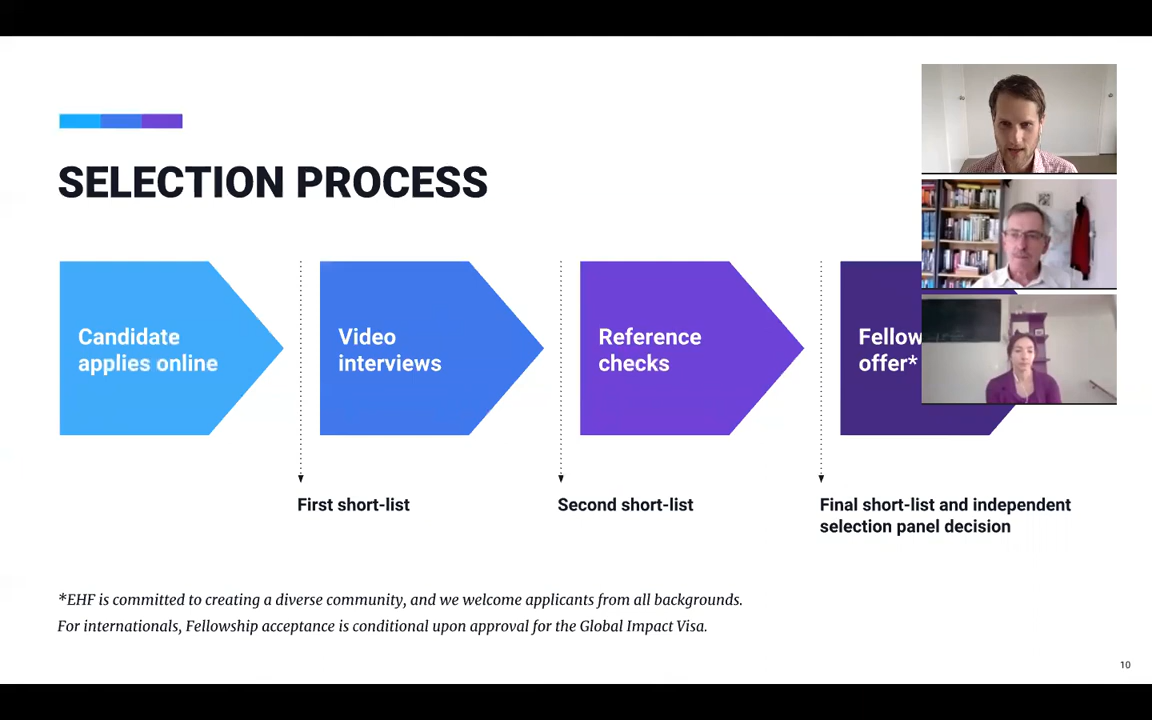 SELECTION PROCESS
Candidate
applies online
Video
interviews
Reference
checks
Fellow
offer*
First short-list
Second short-list
Final short-list and independent
selection panel decision
*EHF is committed to creating a diverse community, and we welcome applicants from all backgrounds.
For internationals, Fellowship acceptance is conditional upon approval for the Global Impact Visa.
10